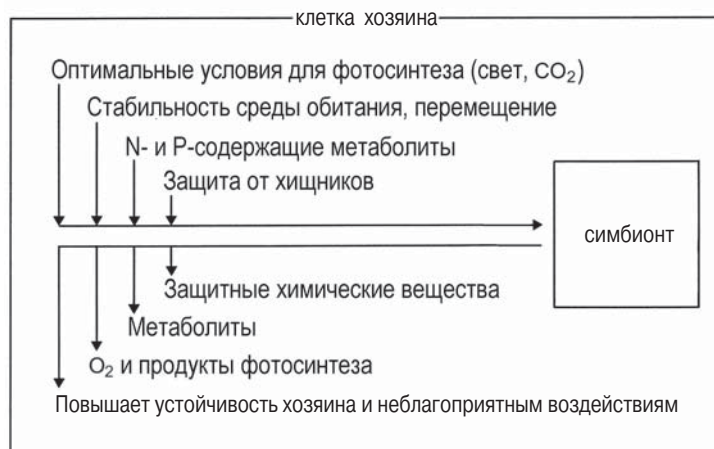 клетка хозяина
Оптимальные условия для фотосинтеза (свет, CO₂)
Стабильность среды обитания, перемещение
N- и P-содержащие метаболиты
Защита от хищников
симбионт
Защитные химические вещества
Метаболиты
O₂ и продукты фотосинтеза
Повышает устойчивость хозяина и неблагоприятным воздействиям